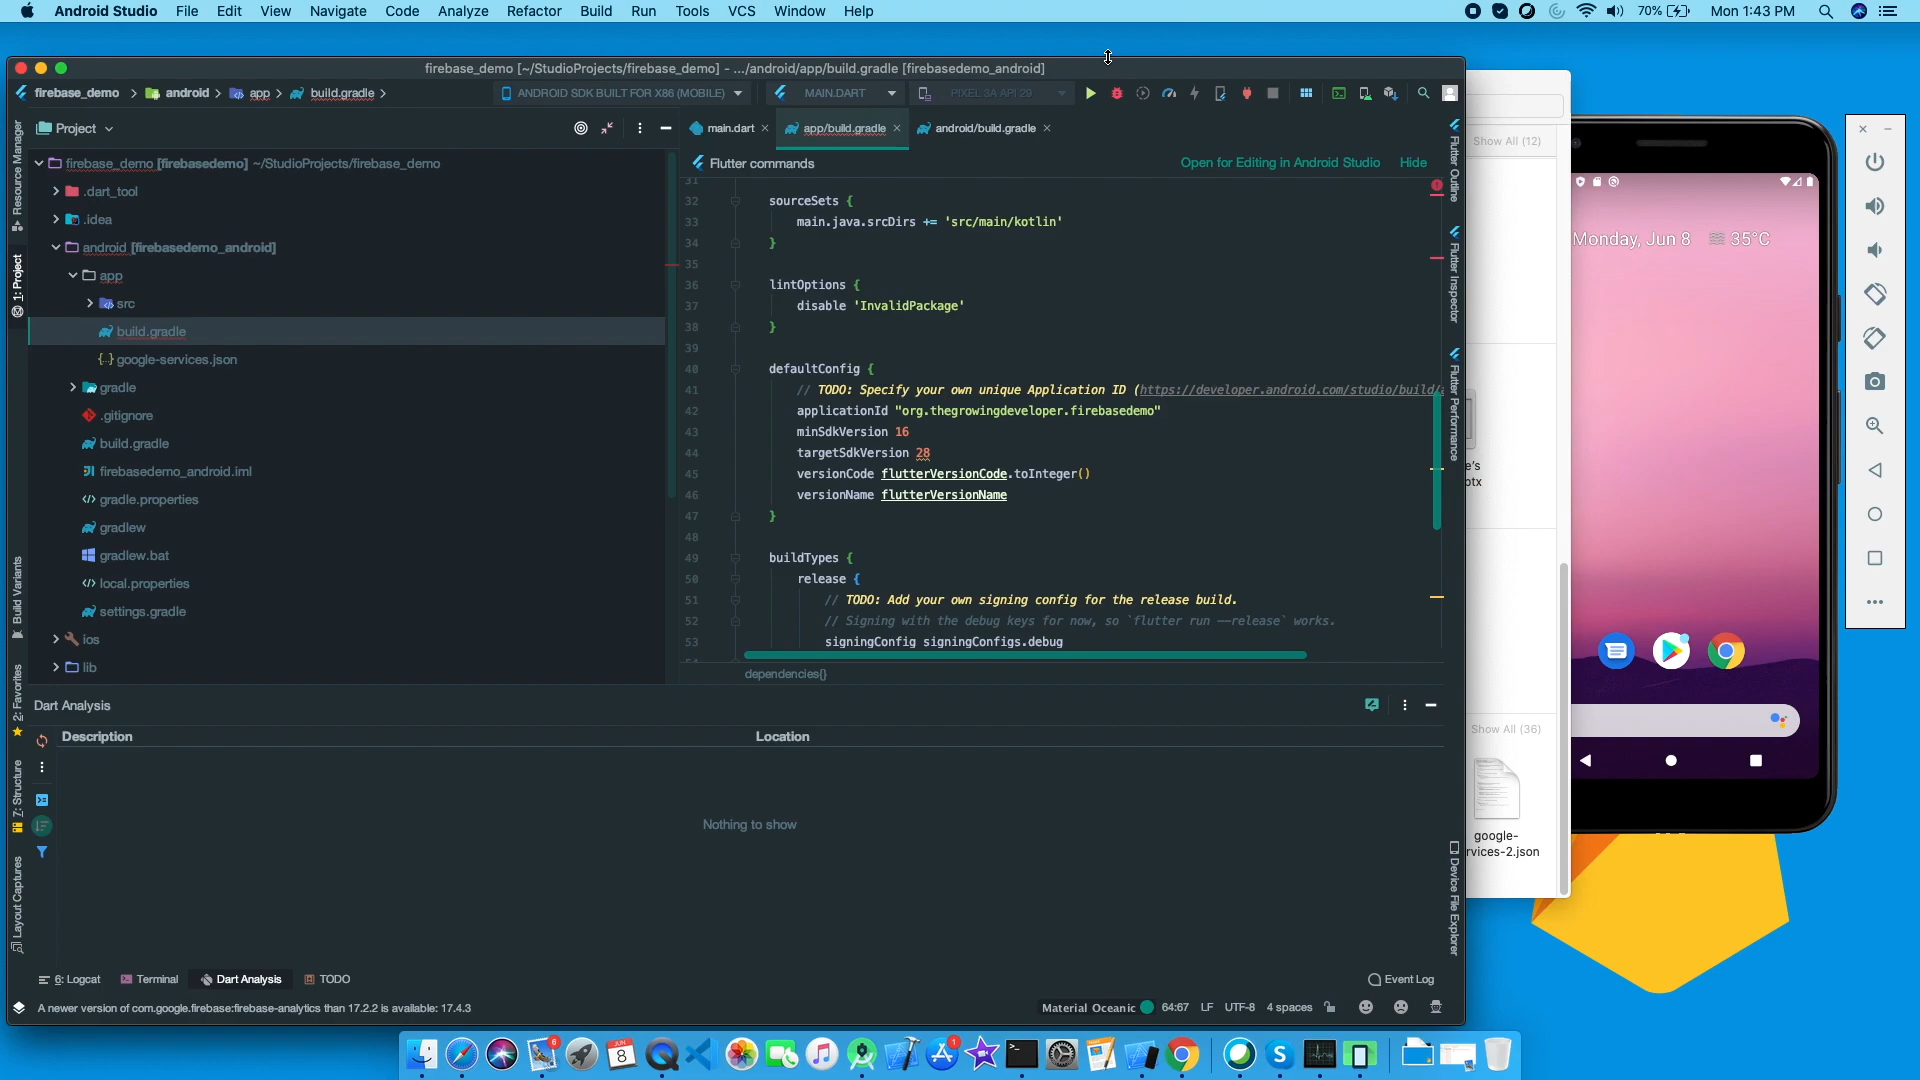 Android Studio File Edit View Navigate Code Analyze Refactor Build Run Tools VCS Window Help
70% Mon 1:43 PM
firebase_demo [~/StudioProjects/firebase_demo] - .../android/app/build.gradle [firebasedemo_android]
firebase_demo android app build.gradle
ANDROID SDK BUILT FOR X86 (MOBILE) MAIN.DART PIXEL 3A API 29
Project
main.dart app/build.gradle android/build.gradle
Flutter commands Open for Editing in Android Studio Hide
firebase_demo [firebasedemo] ~/StudioProjects/firebase_demo
.dart_tool
.idea
android [firebasedemo_android]
app
src
build.gradle
google-services.json
gradle
.gitignore
build.gradle
firebasedemo_android.iml
gradle.properties
gradlew
gradlew.bat
local.properties
settings.gradle
ios
lib
Resource Manager
1: Project
Build Variants
2: Favorites
7: Structure
Layout Captures
31
32 sourceSets {
33 main.java.srcDirs += 'src/main/kotlin'
34 }
35
36 lintOptions {
37 disable 'InvalidPackage'
38 }
39
40 defaultConfig {
41 // TODO: Specify your own unique Application ID (https://developer.android.com/studio/build/
42 applicationId "org.thegrowingdeveloper.firebasedemo"
43 minSdkVersion 16
44 targetSdkVersion 28
45 versionCode flutterVersionCode.toInteger()
46 versionName flutterVersionName
47 }
48
49 buildTypes {
50 release {
51 // TODO: Add your own signing config for the release build.
52 // Signing with the debug keys for now, so `flutter run --release` works.
53 signingConfig signingConfigs.debug
dependencies{}
Flutter Outline
Flutter Inspector
Flutter Performance
Device File Explorer
Dart Analysis
Description Location
Nothing to show
6: Logcat Terminal Dart Analysis TODO Event Log
A newer version of com.google.firebase:firebase-analytics than 17.2.2 is available: 17.4.3
Material Oceanic 64:67 LF UTF-8 4 spaces
Show All (12)
Show All (36)
google-
rvices-2.json
Monday, Jun 8 35°C
6
JUN
8
1